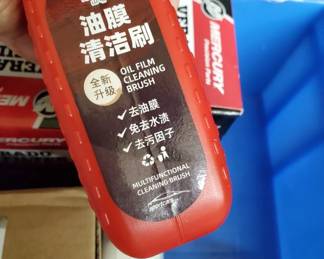 油膜
清洁刷
全新
升级
OIL FILM
CLEANING
BRUSH
✓去油膜
✓免去水渍
✓去污因子
MULTIFUNCTIONAL
CLEANING BRUSH
MERCURY
MERCURY